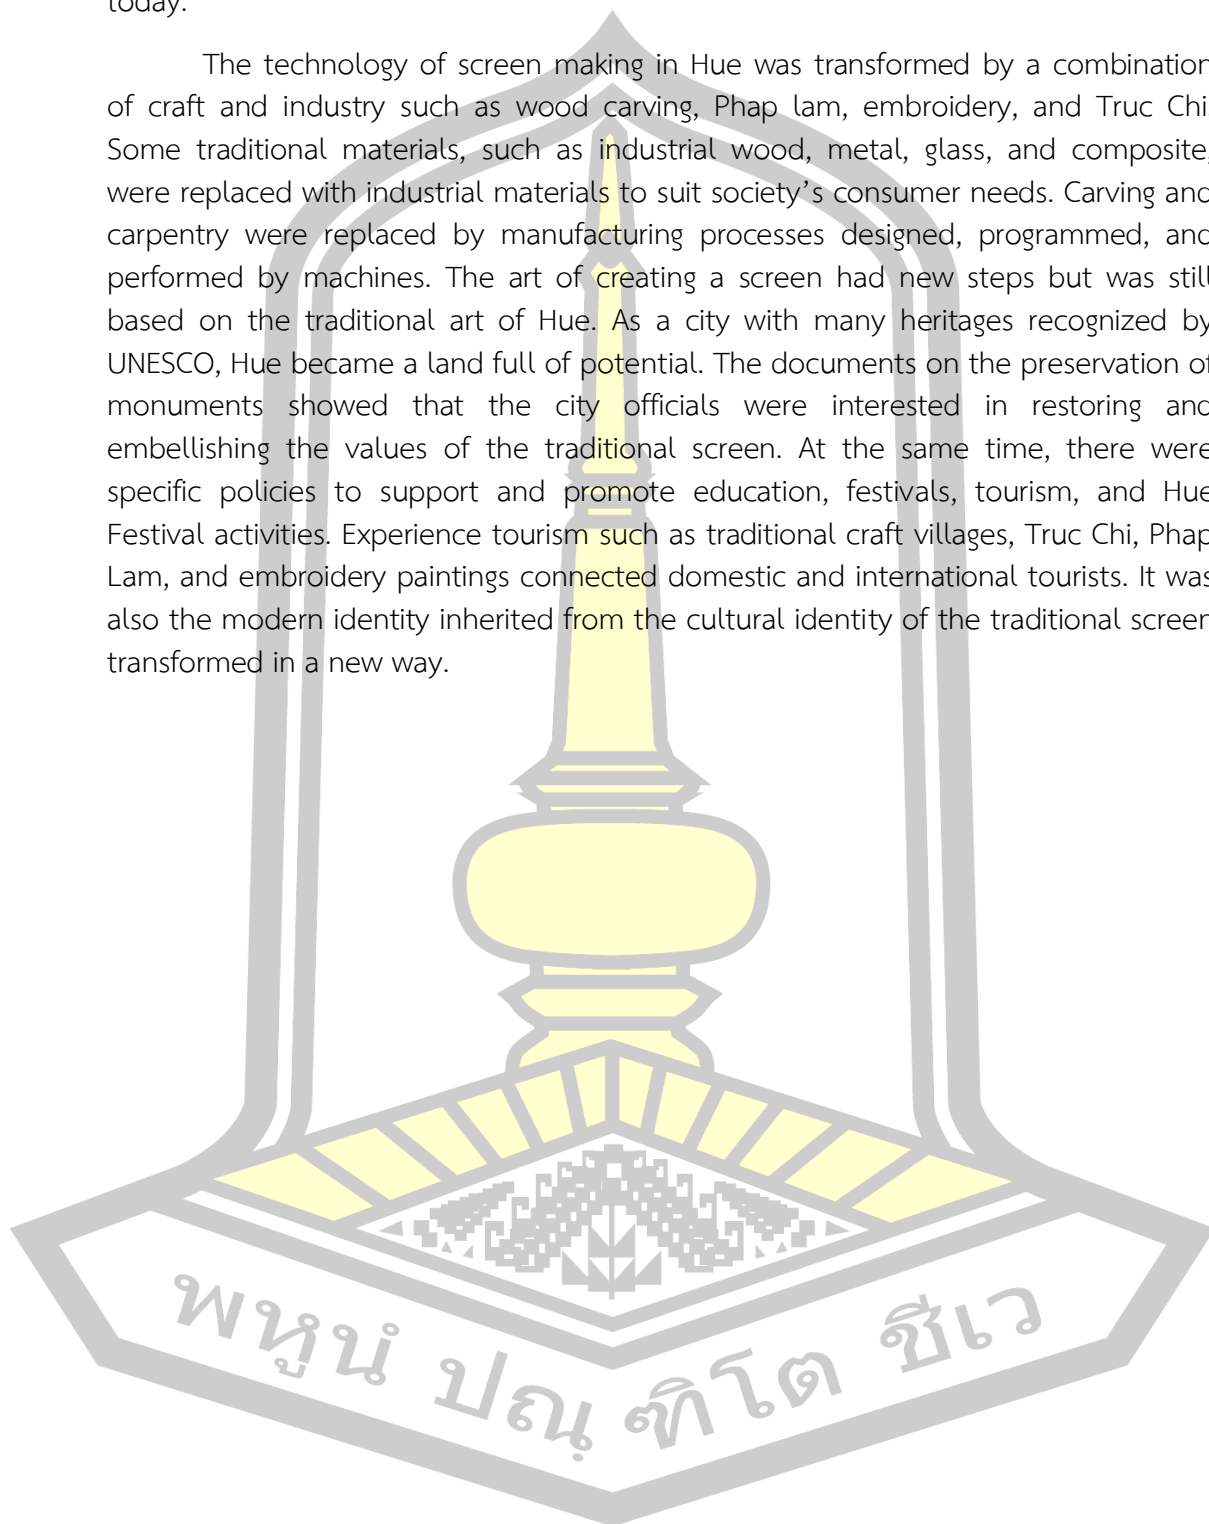 today.
The technology of screen making in Hue was transformed by a combination
of craft and industry such as wood carving, Phap lam, embroidery, and Truc Chi.
Some traditional materials, such as industrial wood, metal, glass, and composite,
were replaced with industrial materials to suit society’s consumer needs. Carving and
carpentry were replaced by manufacturing processes designed, programmed, and
performed by machines. The art of creating a screen had new steps but was still
based on the traditional art of Hue. As a city with many heritages recognized by
UNESCO, Hue became a land full of potential. The documents on the preservation of
monuments showed that the city officials were interested in restoring and
embellishing the values of the traditional screen. At the same time, there were
specific policies to support and promote education, festivals, tourism, and Hue
Festival activities. Experience tourism such as traditional craft villages, Truc Chi, Phap
Lam, and embroidery paintings connected domestic and international tourists. It was
also the modern identity inherited from the cultural identity of the traditional screen
transformed in a new way.
พหูนํ ปณฺฑิโต ชีเว